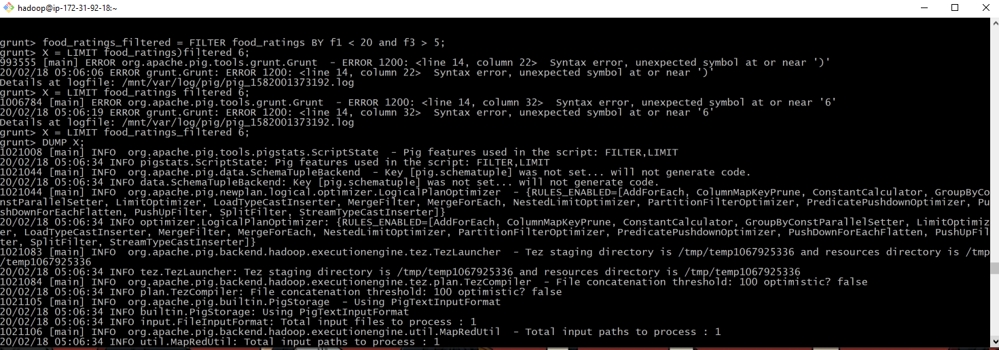 hadoop@ip-172-31-92-18:~
grunt> food_ratings_filtered = FILTER food_ratings BY f1 < 20 and f3 > 5;
grunt> X = LIMIT food_ratings)filtered 6;
993555 [main] ERROR org.apache.pig.tools.grunt.Grunt  - ERROR 1200: <line 14, column 22>  Syntax error, unexpected symbol at or near ')'
20/02/18 05:06:06 ERROR grunt.Grunt: ERROR 1200: <line 14, column 22>  Syntax error, unexpected symbol at or near ')'
Details at logfile: /mnt/var/log/pig/pig_1582001373192.log
grunt> X = LIMIT food_ratings filtered 6;
1006784 [main] ERROR org.apache.pig.tools.grunt.Grunt  - ERROR 1200: <line 14, column 32>  Syntax error, unexpected symbol at or near '6'
20/02/18 05:06:19 ERROR grunt.Grunt: ERROR 1200: <line 14, column 32>  Syntax error, unexpected symbol at or near '6'
Details at logfile: /mnt/var/log/pig/pig_1582001373192.log
grunt> X = LIMIT food_ratings_filtered 6;
grunt> DUMP X;
1021008 [main] INFO  org.apache.pig.tools.pigstats.ScriptState  - Pig features used in the script: FILTER,LIMIT
20/02/18 05:06:34 INFO pigstats.ScriptState: Pig features used in the script: FILTER,LIMIT
1021044 [main] INFO  org.apache.pig.data.SchemaTupleBackend  - Key [pig.schematuple] was not set... will not generate code.
20/02/18 05:06:34 INFO data.SchemaTupleBackend: Key [pig.schematuple] was not set... will not generate code.
1021044 [main] INFO  org.apache.pig.newplan.logical.optimizer.LogicalPlanOptimizer  - {RULES_ENABLED=[AddForEach, ColumnMapKeyPrune, ConstantCalculator, GroupByCo
nstParallelSetter, LimitOptimizer, LoadTypeCastInserter, MergeFilter, MergeForEach, NestedLimitOptimizer, PartitionFilterOptimizer, PredicatePushdownOptimizer, Pu
shDownForEachFlatten, PushUpFilter, SplitFilter, StreamTypeCastInserter]}
20/02/18 05:06:34 INFO optimizer.LogicalPlanOptimizer: {RULES_ENABLED=[AddForEach, ColumnMapKeyPrune, ConstantCalculator, GroupByConstParallelSetter, LimitOptimiz
er, LoadTypeCastInserter, MergeFilter, MergeForEach, NestedLimitOptimizer, PartitionFilterOptimizer, PredicatePushdownOptimizer, PushDownForEachFlatten, PushUpFil
ter, SplitFilter, StreamTypeCastInserter]}
1021083 [main] INFO  org.apache.pig.backend.hadoop.executionengine.tez.TezLauncher  - Tez staging directory is /tmp/temp1067925336 and resources directory is /tmp
/temp1067925336
20/02/18 05:06:34 INFO tez.TezLauncher: Tez staging directory is /tmp/temp1067925336 and resources directory is /tmp/temp1067925336
1021084 [main] INFO  org.apache.pig.backend.hadoop.executionengine.tez.plan.TezCompiler  - File concatenation threshold: 100 optimistic? false
20/02/18 05:06:34 INFO plan.TezCompiler: File concatenation threshold: 100 optimistic? false
1021105 [main] INFO  org.apache.pig.builtin.PigStorage  - Using PigTextInputFormat
20/02/18 05:06:34 INFO builtin.PigStorage: Using PigTextInputFormat
20/02/18 05:06:34 INFO input.FileInputFormat: Total input files to process : 1
1021106 [main] INFO  org.apache.pig.backend.hadoop.executionengine.util.MapRedUtil  - Total input paths to process : 1
20/02/18 05:06:34 INFO util.MapRedUtil: Total input paths to process : 1